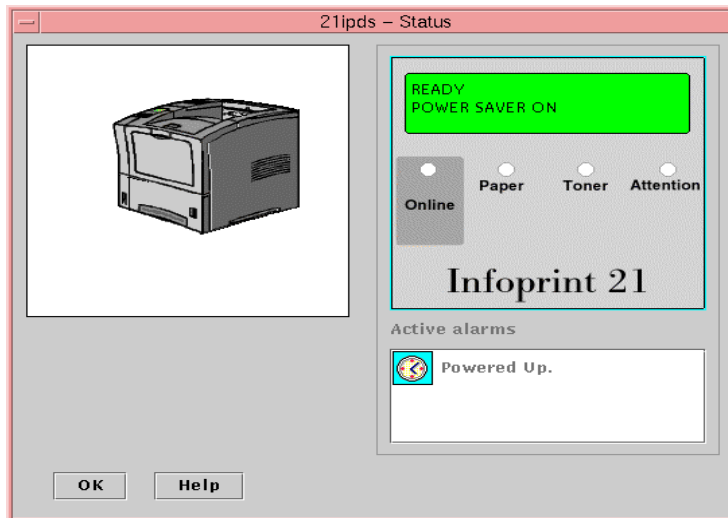 21ipds – Status
READY
POWER SAVER ON
Online
Paper
Toner
Attention
Infoprint 21
Active alarms
Powered Up.
OK
Help